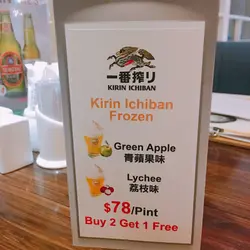 一番搾り
KIRIN ICHIBAN
Kirin Ichiban
Frozen
Green Apple
青蘋果味
Lychee
荔枝味
$78/Pint
Buy 2 Get 1 Free